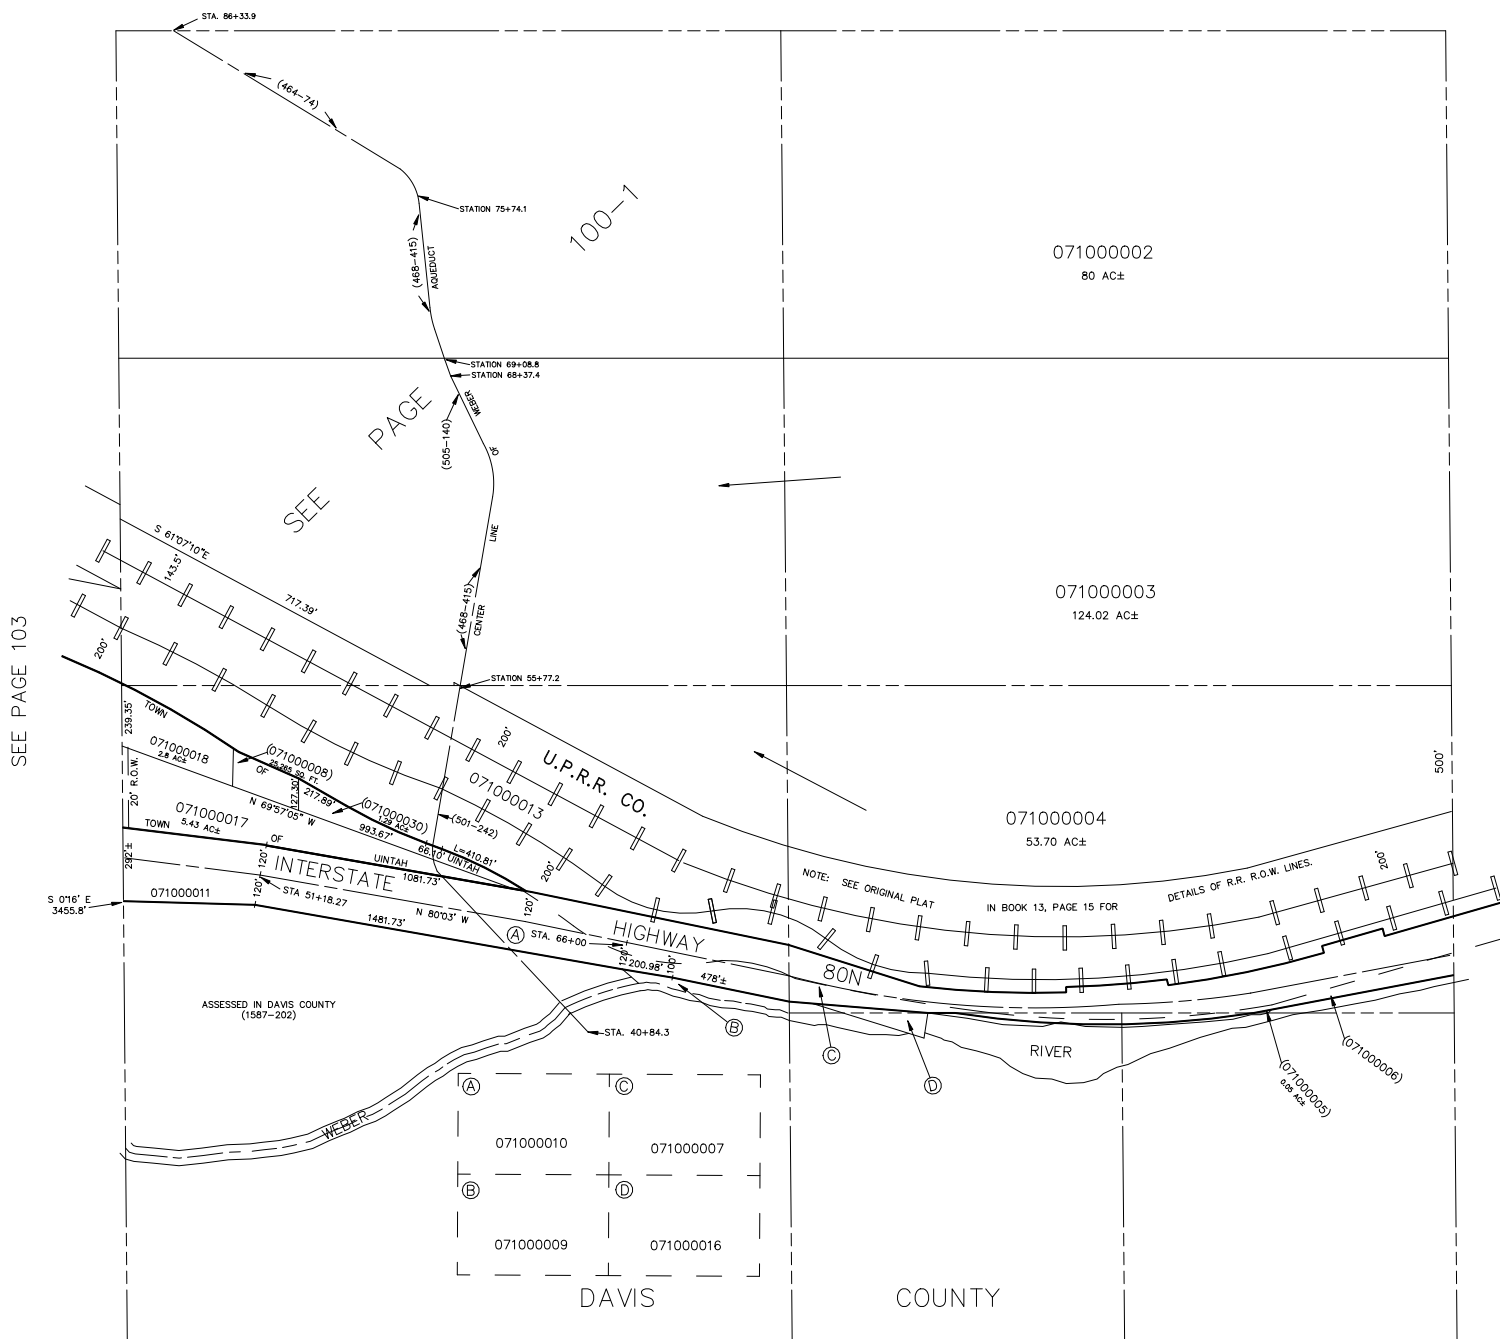 STA. 86+33.9
(464-74)
STATION 75+74.1
100-1
(468-415)
AQUEDUCT
071000002
80 AC±
STATION 69+08.8
STATION 68+37.4
SEE PAGE
WEBER
(505-140)
OF
LINE
S 61°07'10"E
143.5'
717.39'
(468-415)
CENTER
071000003
124.02 AC±
SEE PAGE 103
200'
STATION 55+77.2
239.35'
TOWN
071000018
2.8 AC±
(071000008)
25,265 SQ. FT.
OF
200'
U.P.R.R. CO.
500'
20' R.O.W.
127.30'
217.89'
071000013
N 69°57'05" W
(071000030)
1.29 AC±
071000017
5.43 AC±
993.67'
(501-242)
071000004
53.70 AC±
TOWN
OF
UINTAH
66.10'
UINTAH
L=410.81'
200'
292'±
120'
INTERSTATE
1081.73'
200'
NOTE: SEE ORIGINAL PLAT
IN BOOK 13, PAGE 15 FOR
DETAILS OF R.R. R.O.W. LINES.
S 0°16' E
3455.8'
071000011
120'
STA 51+18.27
120'
1481.73'
N 80°03' W
A
STA. 66+00
HIGHWAY
120'
200.98'
100'
478'±
80N
ASSESSED IN DAVIS COUNTY
(1587-202)
STA. 40+84.3
B
C
D
RIVER
(071000006)
(071000005)
0.05 AC±
WEBER
A
C
071000010
071000007
B
D
071000009
071000016
DAVIS COUNTY